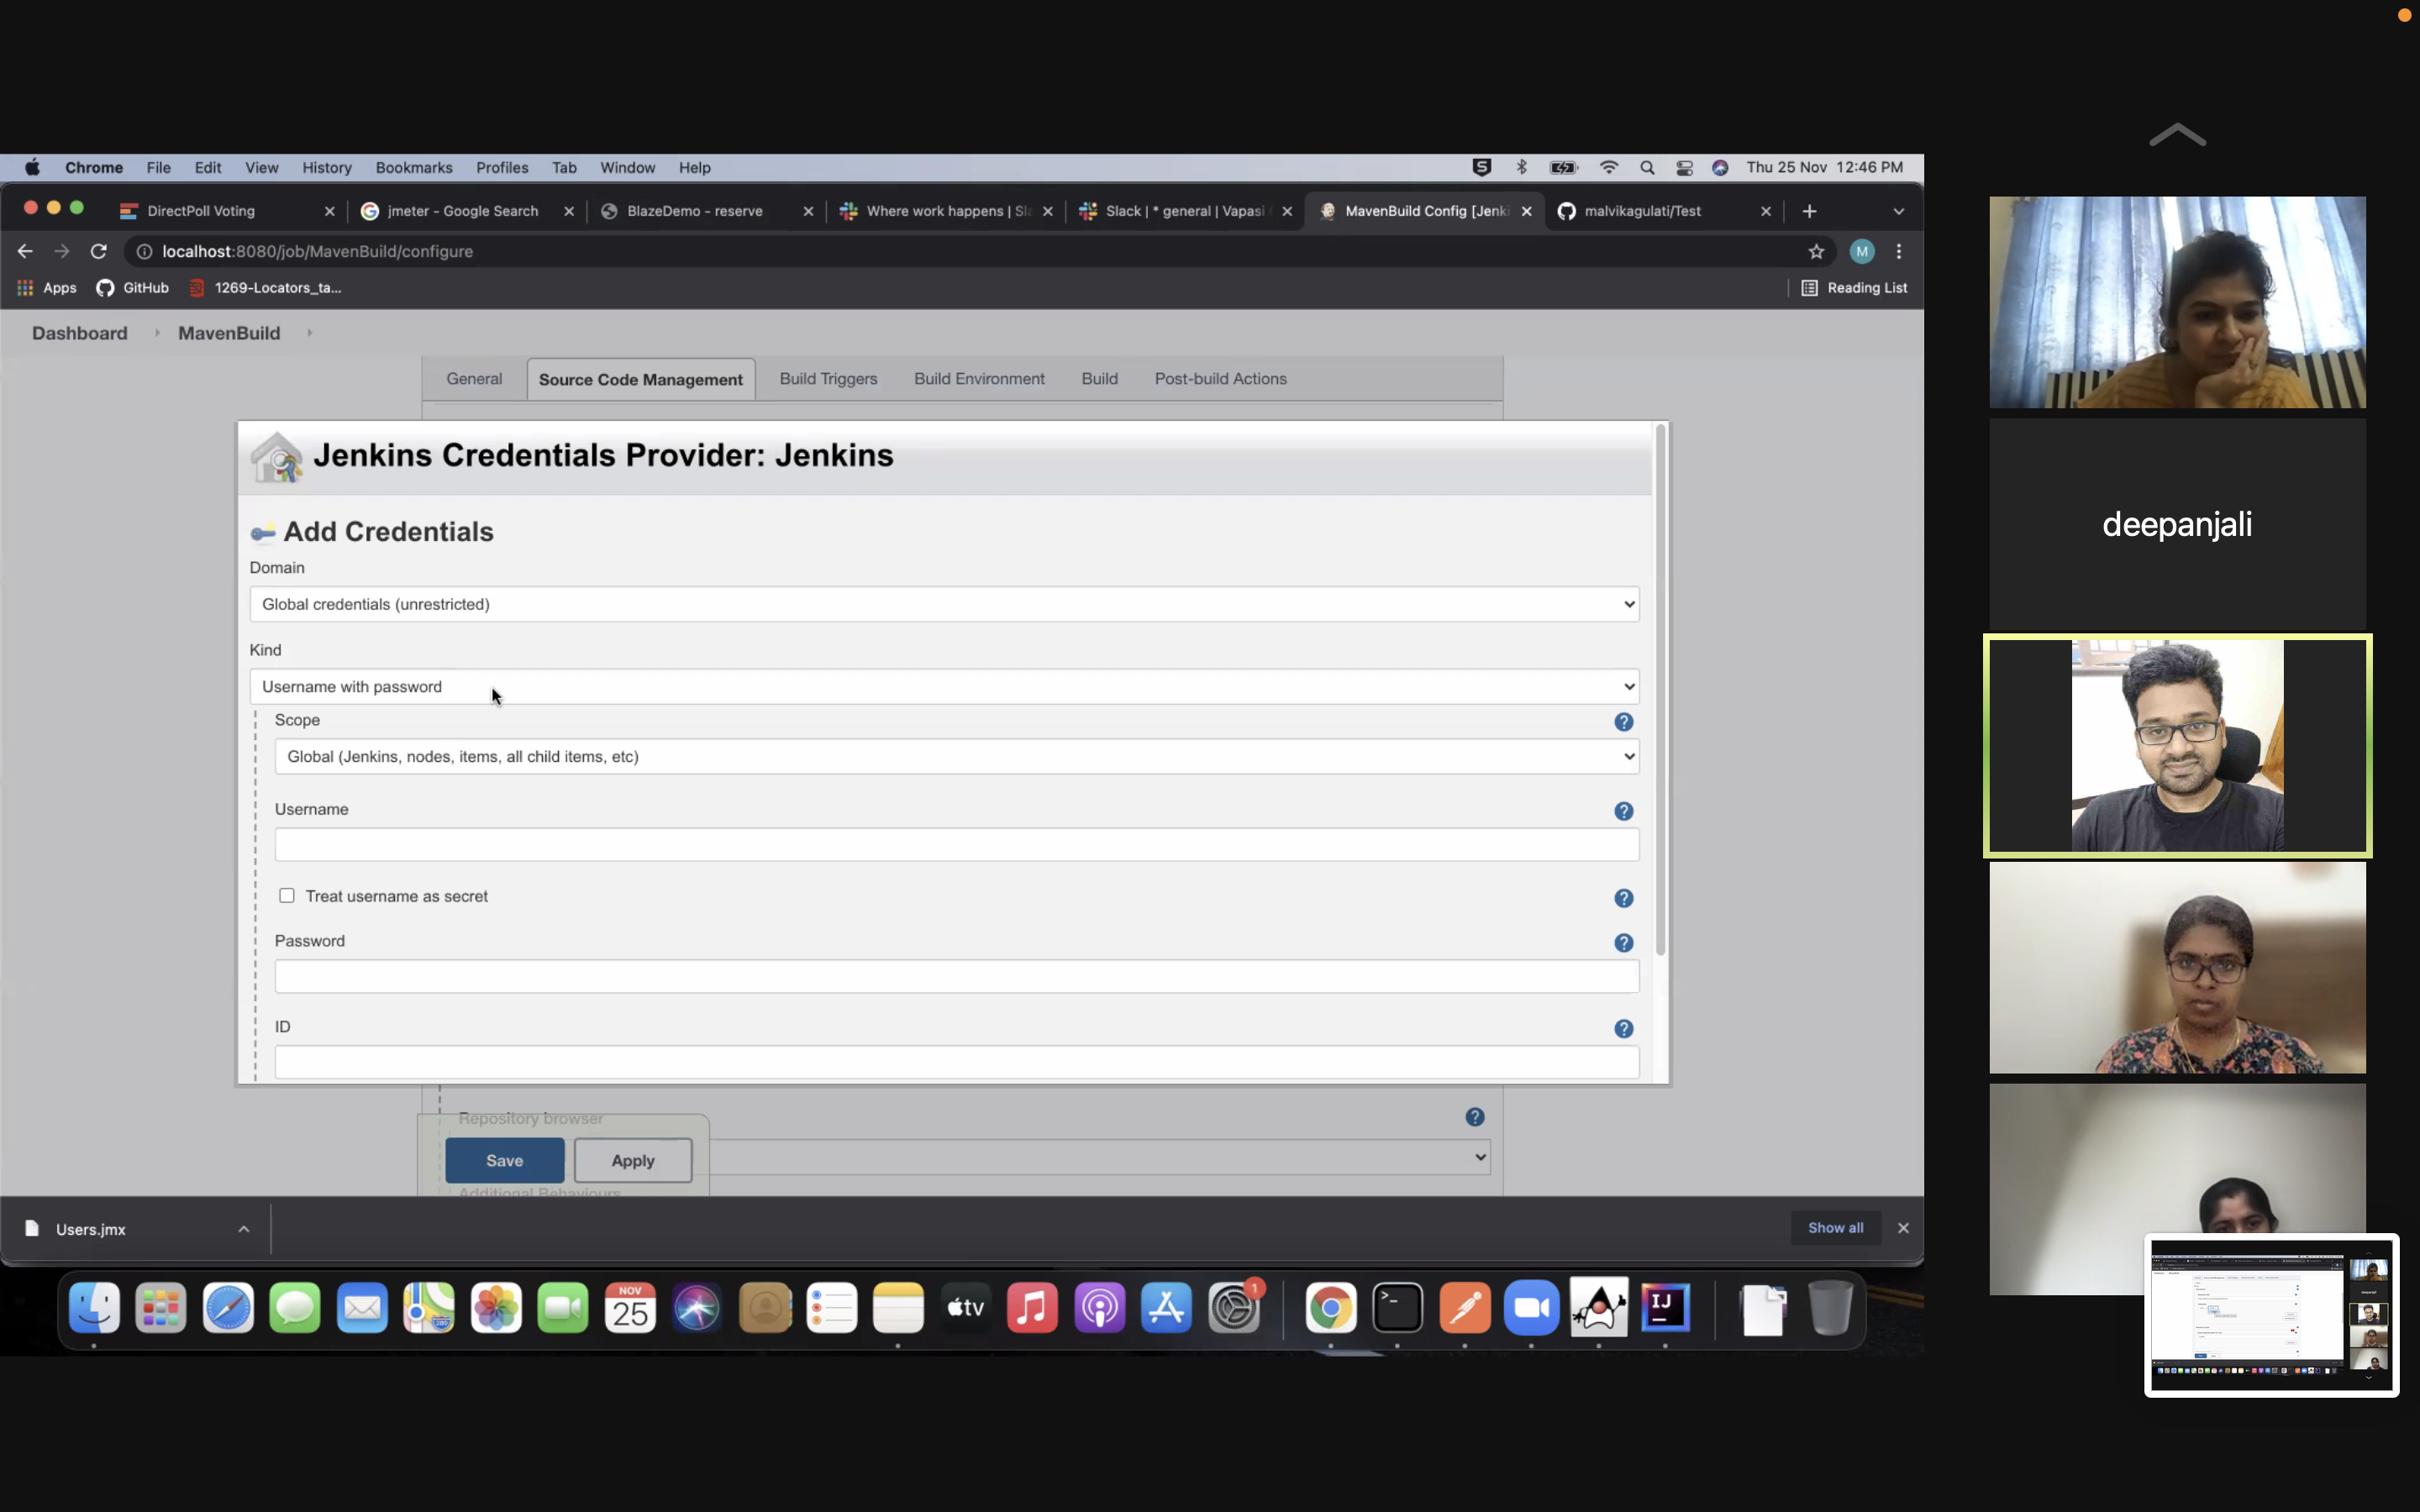 Chrome File Edit View History Bookmarks Profiles Tab Window Help Thu 25 Nov 12:46 PM
DirectPoll Voting jmeter - Google Search BlazeDemo - reserve Where work happens | Sl Slack | * general | Vapasi MavenBuild Config [Jenki malvikagulati/Test
localhost:8080/job/MavenBuild/configure M
Apps GitHub 1269-Locators_ta... Reading List
Dashboard MavenBuild
General Source Code Management Build Triggers Build Environment Build Post-build Actions
Jenkins Credentials Provider: Jenkins
Add Credentials
Domain
Global credentials (unrestricted)
Kind
Username with password
Scope
Global (Jenkins, nodes, items, all child items, etc)
Username
Treat username as secret
Password
ID
Repository browser
Save Apply
Additional Behaviours
Users.jmx Show all
NOV
25
280
tv
1
>_
IJ
deepanjali